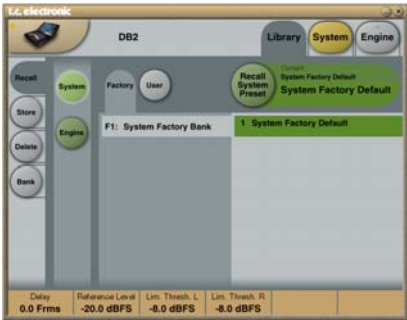 t.c. electronic
DB2
Library
System
Engine
Recall
Store
Delete
Bank
System
Engine
Factory
User
Recall System Preset
Current:
System Factory Default
System Factory Default
F1: System Factory Bank
1 System Factory Default
Delay
0.0 Frms
Reference Level
-20.0 dBFS
Lim. Thresh. L
-8.0 dBFS
Lim. Thresh. R
-8.0 dBFS